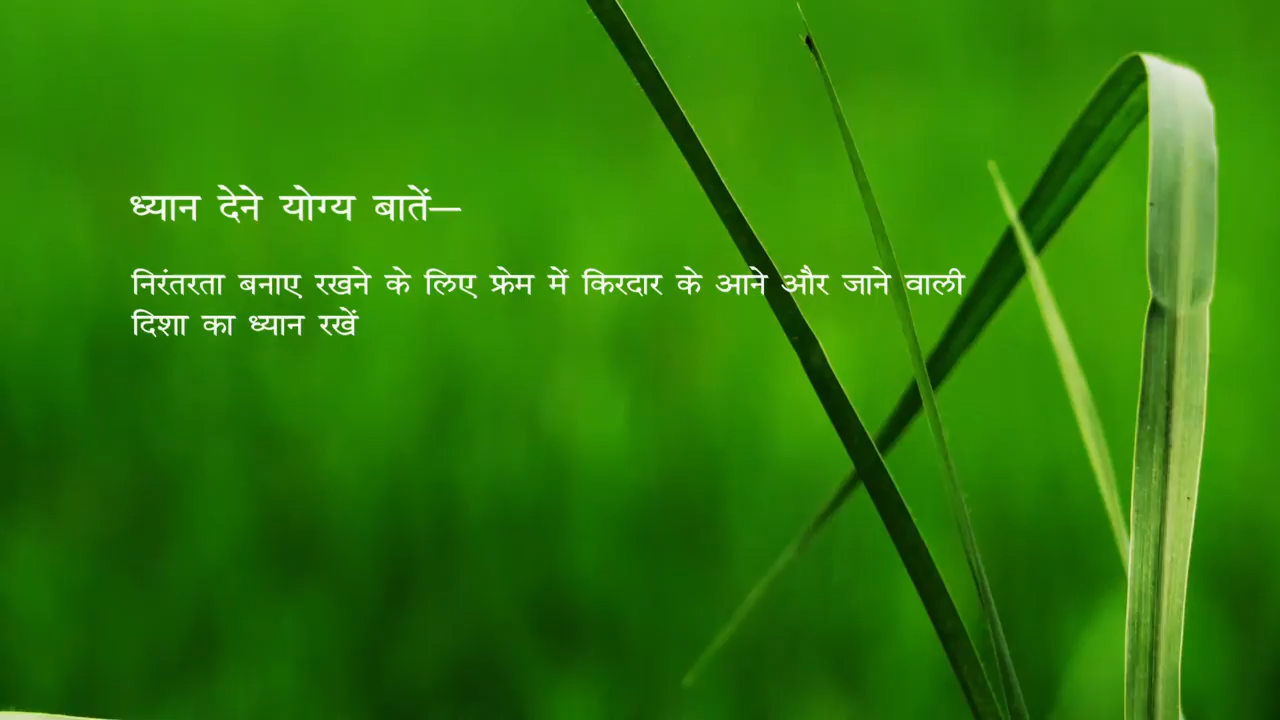 ध्यान देने योग्य बातें—
निरंतरता बनाए रखने के लिए फ्रेम में किरदार के आने और जाने वाली
दिशा का ध्यान रखें